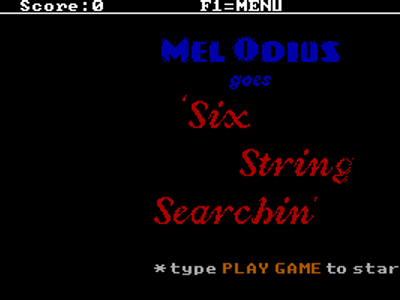 Score:0 F1=MENU
MEL ODIUS
goes
'Six
String
Searchin'
*type PLAY GAME to star